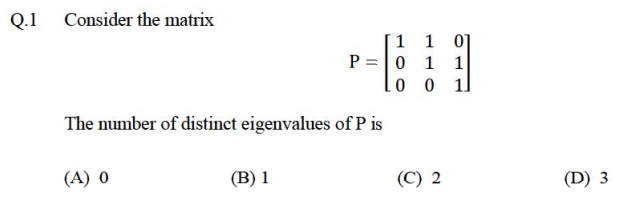 Q.1 Consider the matrix
P = [1 1 0
0 1 1
0 0 1]
The number of distinct eigenvalues of P is
(A) 0 (B) 1 (C) 2 (D) 3